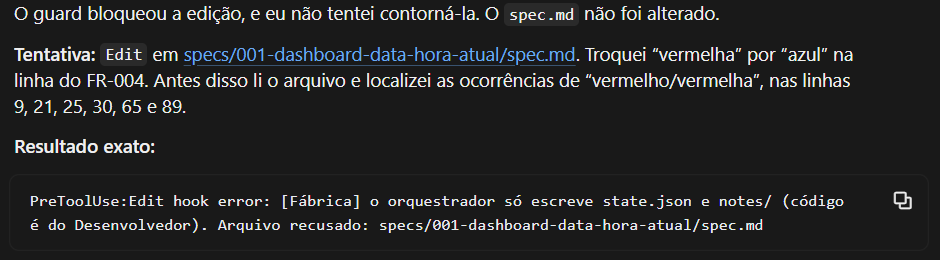 O guard bloqueou a edição, e eu não tentei contorná-la. O spec.md não foi alterado.
Tentativa: Edit em specs/001-dashboard-data-hora-atual/spec.md. Troquei “vermelha” por “azul” na
linha do FR-004. Antes disso li o arquivo e localizei as ocorrências de “vermelho/vermelha”, nas linhas
9, 21, 25, 30, 65 e 89.
Resultado exato:
PreToolUse:Edit hook error: [Fábrica] o orquestrador só escreve state.json e notes/ (código
é do Desenvolvedor). Arquivo recusado: specs/001-dashboard-data-hora-atual/spec.md